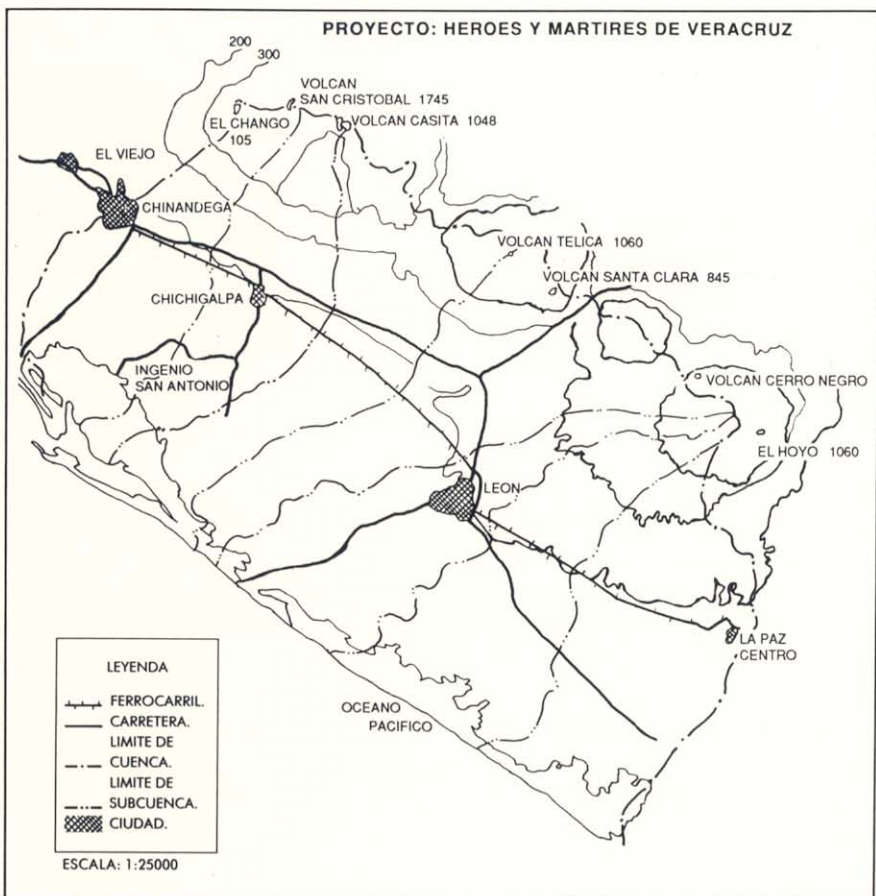 PROYECTO: HEROES Y MARTIRES DE VERACRUZ
200
300
VOLCAN
SAN CRISTOBAL 1745
EL CHANGO
105
VOLCAN CASITA 1048
EL VIEJO
CHINANDEGA
VOLCAN TELICA 1060
VOLCAN SANTA CLARA 845
CHICHIGALPA
INGENIO
SAN ANTONIO
VOLCAN CERRO NEGRO
EL HOYO 1060
LEON
LA PAZ
CENTRO
OCEANO
PACIFICO
LEYENDA
FERROCARRIL.
CARRETERA.
LIMITE DE
CUENCA.
LIMITE DE
SUBCUENCA.
CIUDAD.
ESCALA: 1:25000